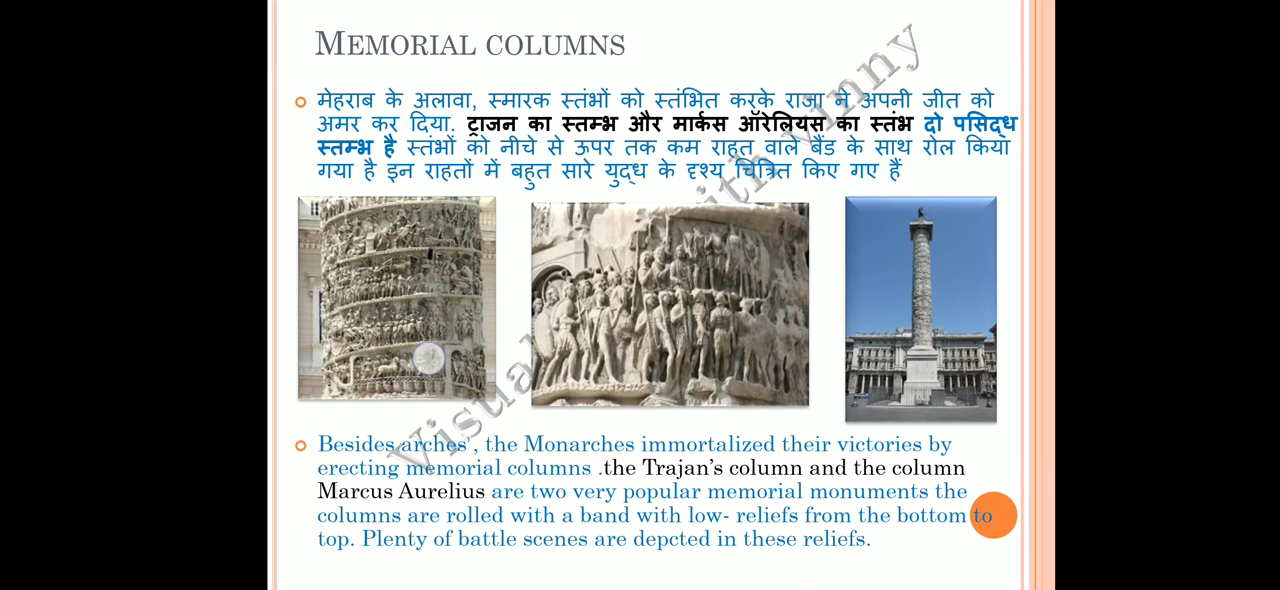 MEMORIAL COLUMNS
मेहराब के अलावा, स्मारक स्तंभों को स्तंभित करके राजा ने अपनी जीत को
अमर कर दिया. ट्राजन का स्तम्भ और मार्कस ऑरेलियस का स्तंभ दो पसिद्ध
स्तम्भ है स्तंभों को नीचे से ऊपर तक कम राहत वाले बैंड के साथ रोल किया
गया है इन राहतों में बहुत सारे युद्ध के दृश्य चित्रित किए गए हैं
Besides arches , the Monarches immortalized their victories by
erecting memorial columns .the Trajan's column and the column
Marcus Aurelius are two very popular memorial monuments the
columns are rolled with a band with low- reliefs from the bottom to
top. Plenty of battle scenes are depcted in these reliefs.